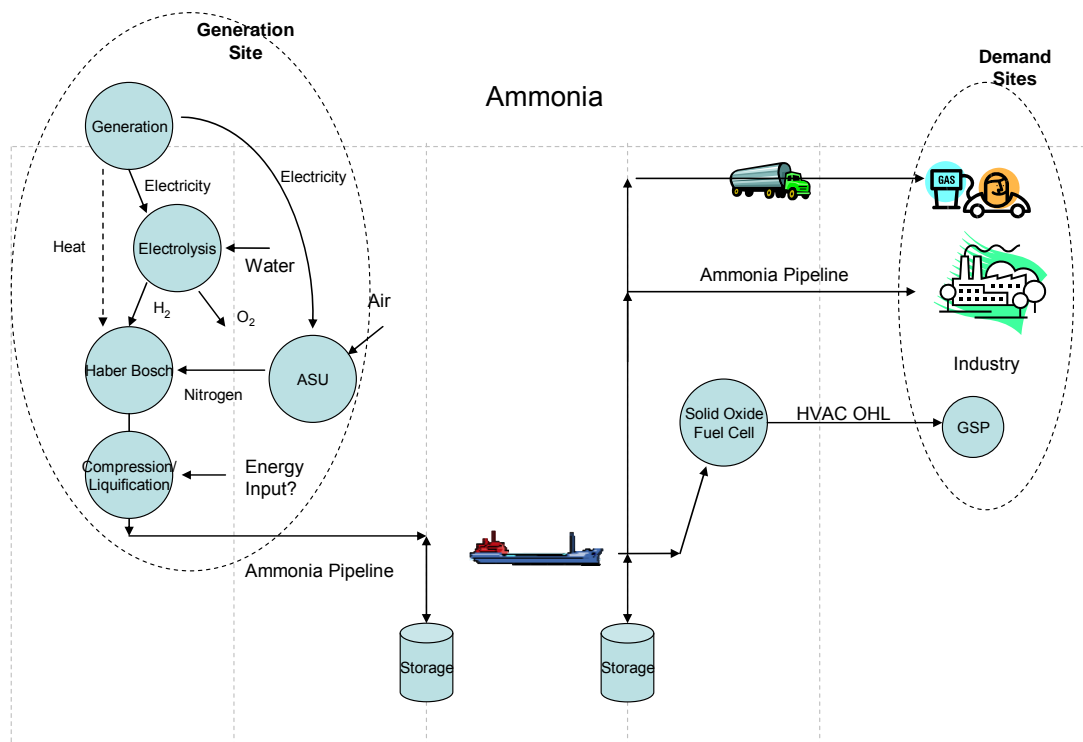 Generation
Site
Demand
Sites
Ammonia
Generation
Electricity
Electricity
GAS
Heat
Electrolysis
Water
Ammonia Pipeline
Air
H2
O2
Haber Bosch
Nitrogen
ASU
Industry
Solid Oxide
Fuel Cell
HVAC OHL
GSP
Compression/
Liquification
Energy
Input?
Ammonia Pipeline
Storage
Storage